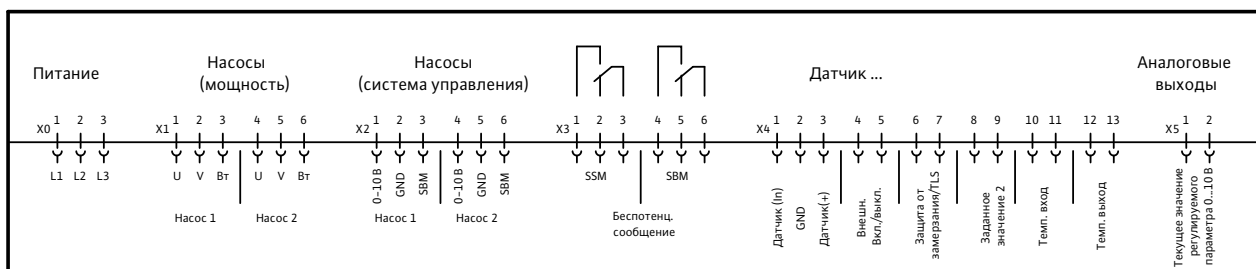 Питание
Насосы
(мощность)
Насосы
(система управления)
Датчик ...
Аналоговые
выходы
X0 1 2 3
X1 1 2 3 4 5 6
X2 1 2 3 4 5 6
X3 1 2 3 4 5 6
X4 1 2 3 4 5 6 7 8 9 10 11 12 13
X5 1 2
L1 L2 L3
U V Вт U V Вт
Насос 1 Насос 2
0–10 В GND SBM 0–10 В GND SBM
Насос 1 Насос 2
SSM SBM
Беспотенц.
сообщение
Датчик (In)
GND
Датчик(+)
Внешн.
Вкл./выкл.
Защита от
замерзания/TLS
Заданное
значение 2
Темп. вход
Темп. выход
Текущее значение
регулируемого
параметра 0...10 В